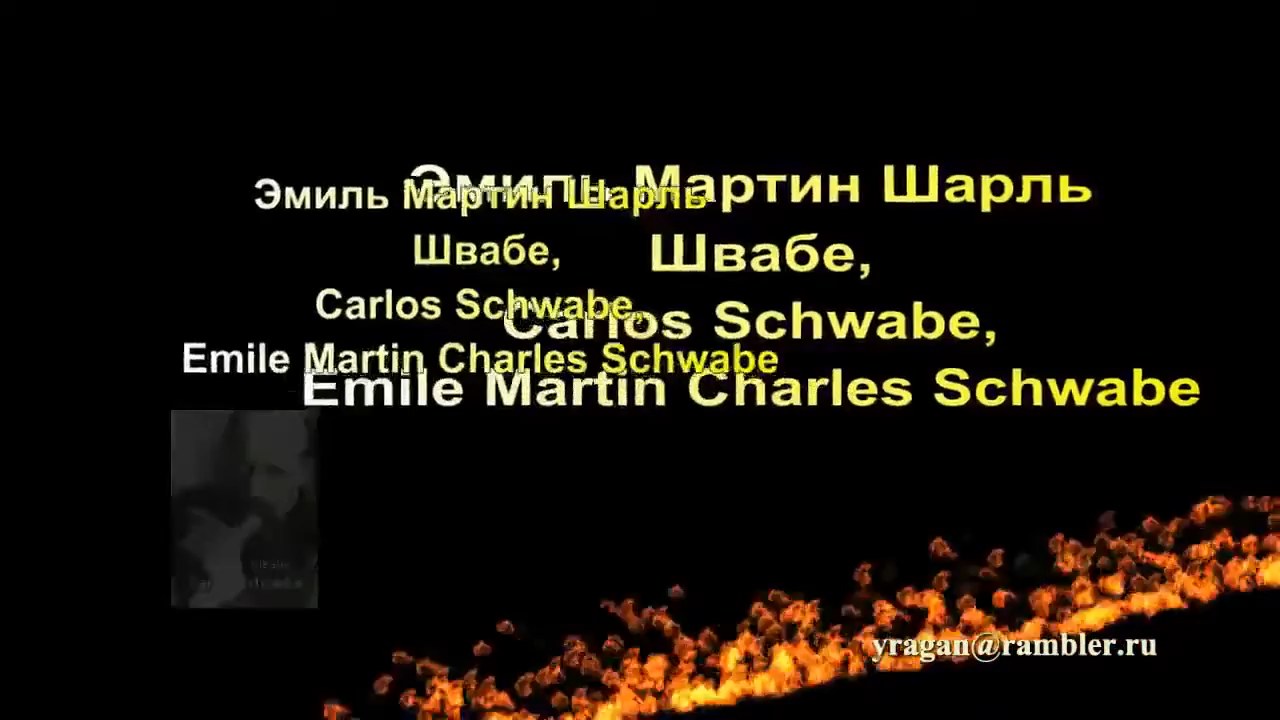 Эмиль Мартин Шарль
Швабе,
Carlos Schwabe,
Emile Martin Charles Schwabe
Эмиль Мартин Шарль
Швабе,
Carlos Schwabe,
Emile Martin Charles Schwabe
yragan@rambler.ru